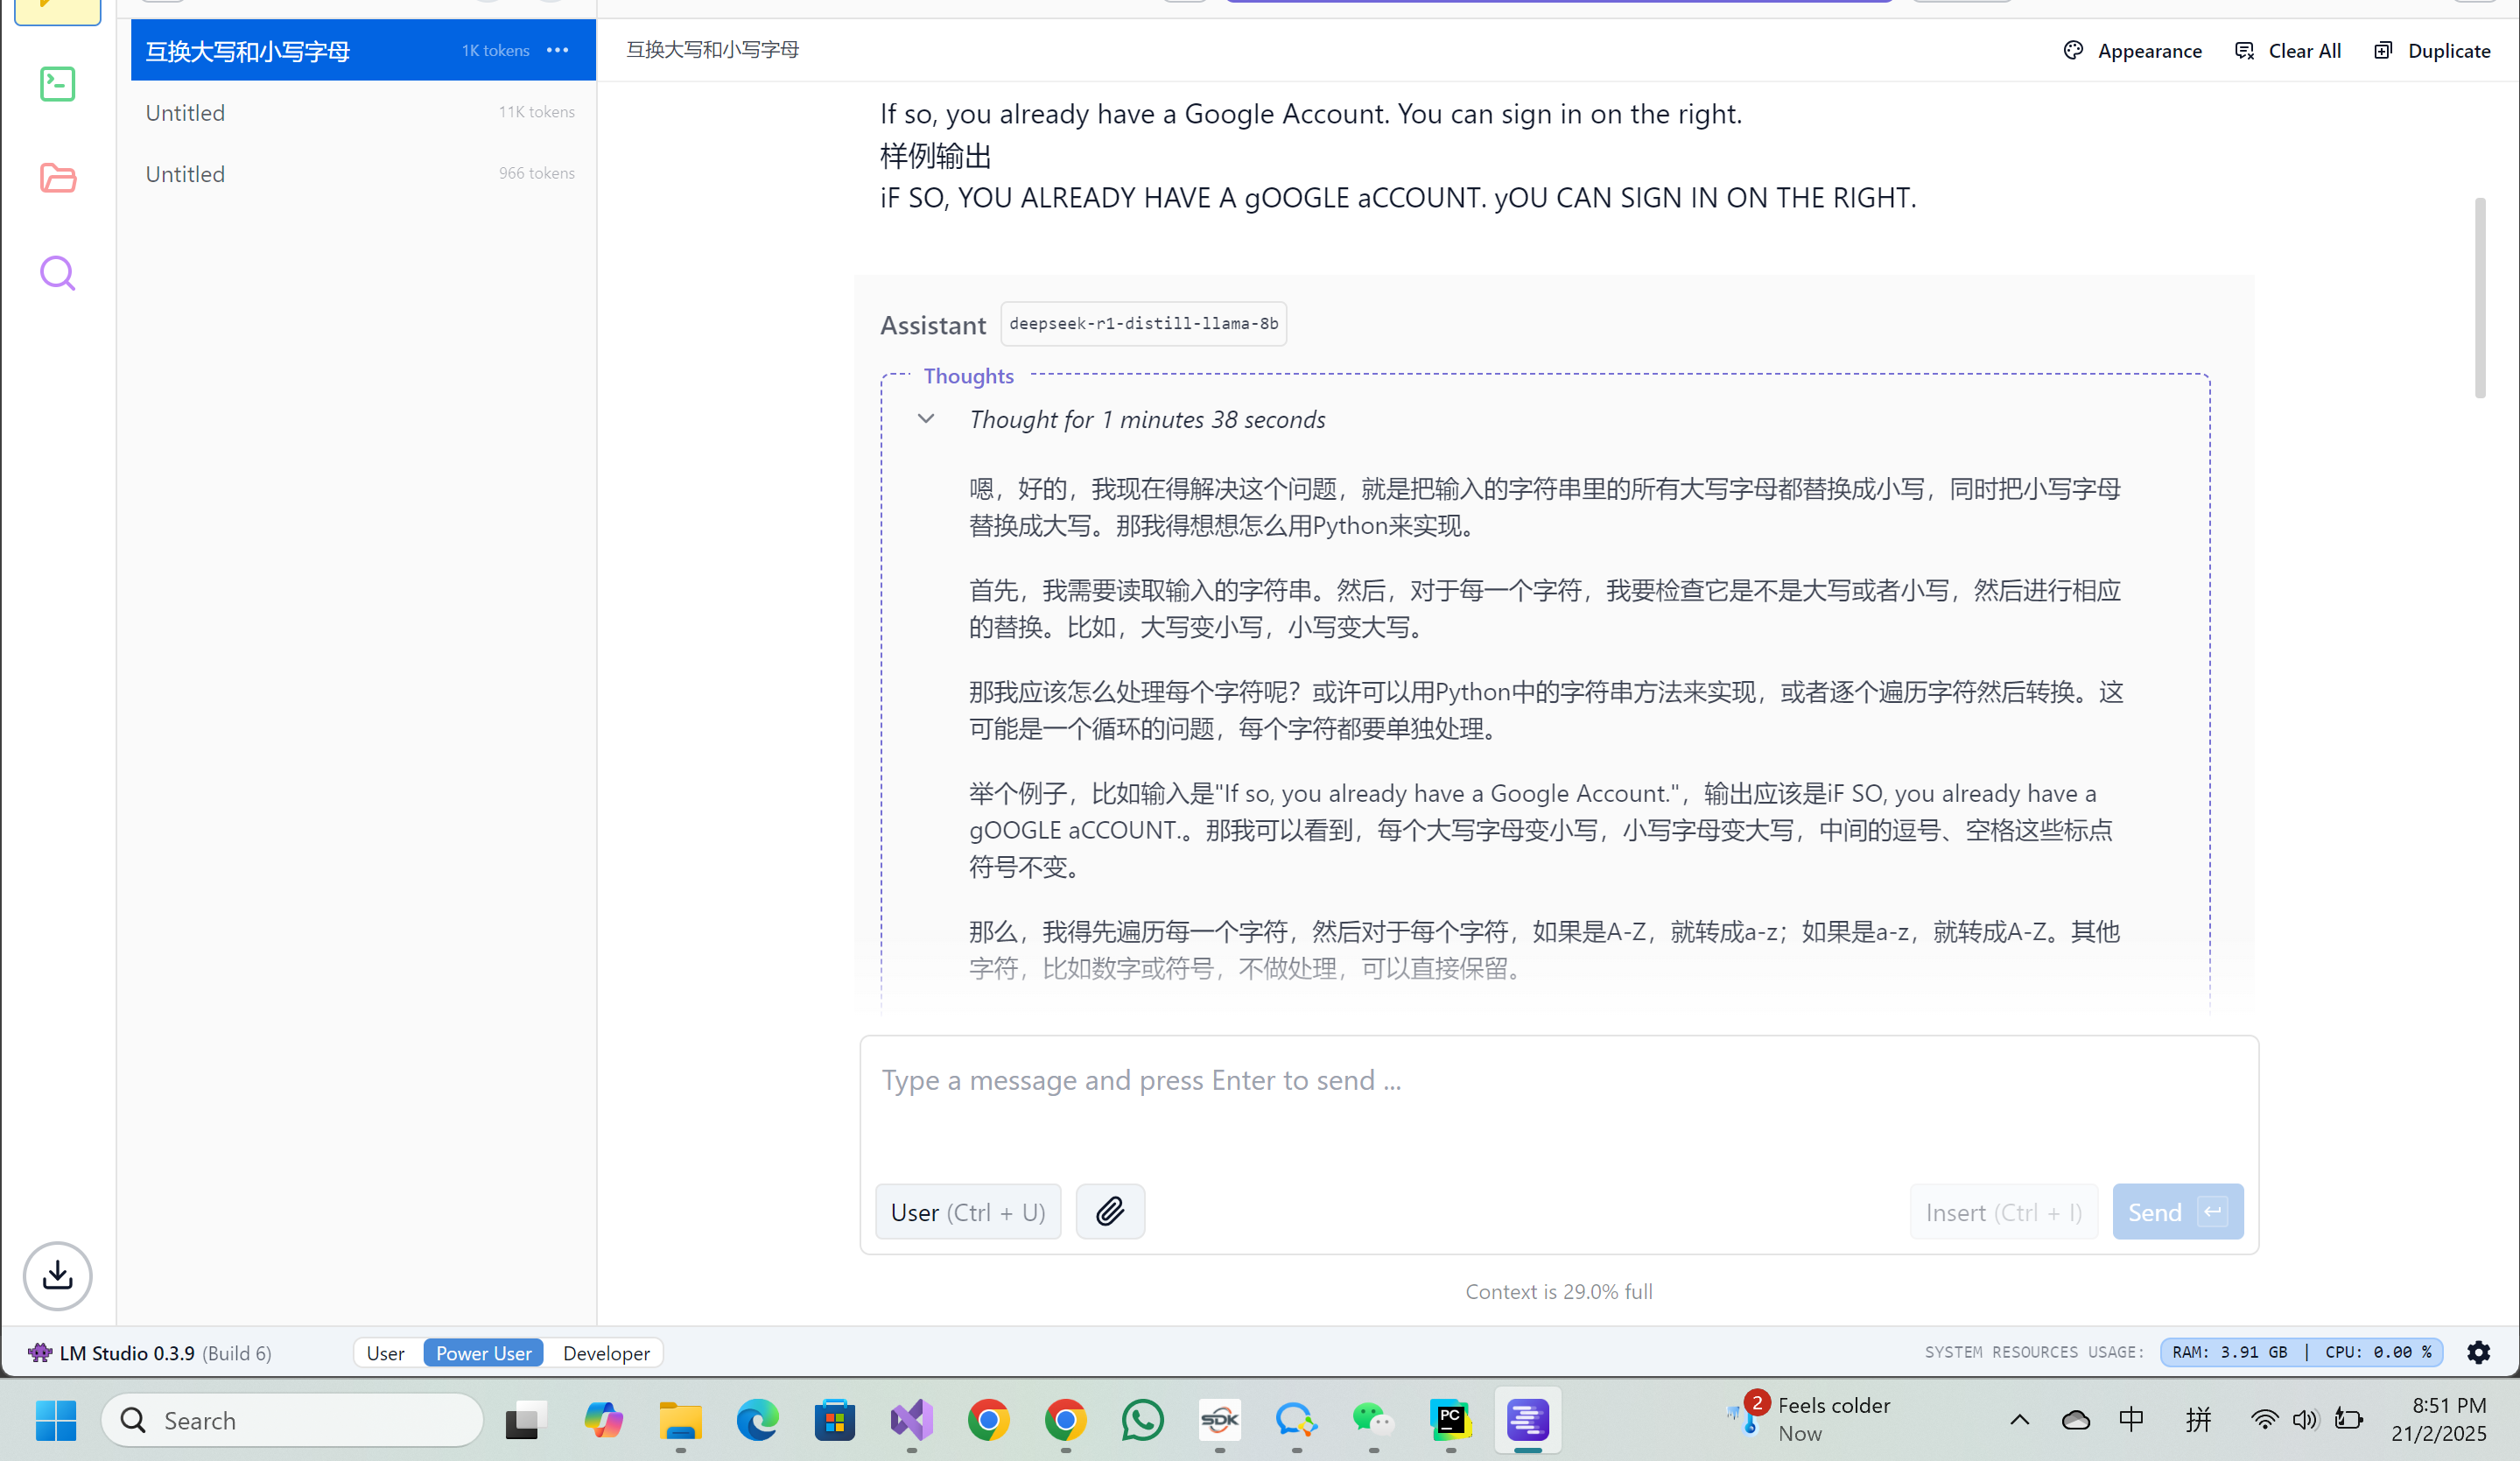 互换大写和小写字母 1K tokens
Untitled 11K tokens
Untitled 966 tokens
互换大写和小写字母
Appearance Clear All Duplicate
If so, you already have a Google Account. You can sign in on the right.
样例输出
iF SO, YOU ALREADY HAVE A gOOGLE aCCOUNT. yOU CAN SIGN IN ON THE RIGHT.
Assistant deepseek-r1-distill-llama-8b
Thoughts
Thought for 1 minutes 38 seconds
嗯，好的，我现在得解决这个问题，就是把输入的字符串里的所有大写字母都替换成小写，同时把小写字母
替换成大写。那我得想想怎么用Python来实现。
首先，我需要读取输入的字符串。然后，对于每一个字符，我要检查它是不是大写或者小写，然后进行相应
的替换。比如，大写变小写，小写变大写。
那我应该怎么处理每个字符呢？或许可以用Python中的字符串方法来实现，或者逐个遍历字符然后转换。这
可能是一个循环的问题，每个字符都要单独处理。
举个例子，比如输入是"If so, you already have a Google Account."，输出应该是iF SO, you already have a
gOOGLE aCCOUNT.。那我可以看到，每个大写字母变小写，小写字母变大写，中间的逗号、空格这些标点
符号不变。
那么，我得先遍历每一个字符，然后对于每个字符，如果是A-Z，就转成a-z；如果是a-z，就转成A-Z。其他
字符，比如数字或符号，不做处理，可以直接保留。
Type a message and press Enter to send ...
User (Ctrl + U) Insert (Ctrl + I) Send
Context is 29.0% full
LM Studio 0.3.9 (Build 6) User Power User Developer SYSTEM RESOURCES USAGE: RAM: 3.91 GB | CPU: 0.00 %
Search
SDK
PC
2
Feels colder
Now
中 拼
8:51 PM
21/2/2025